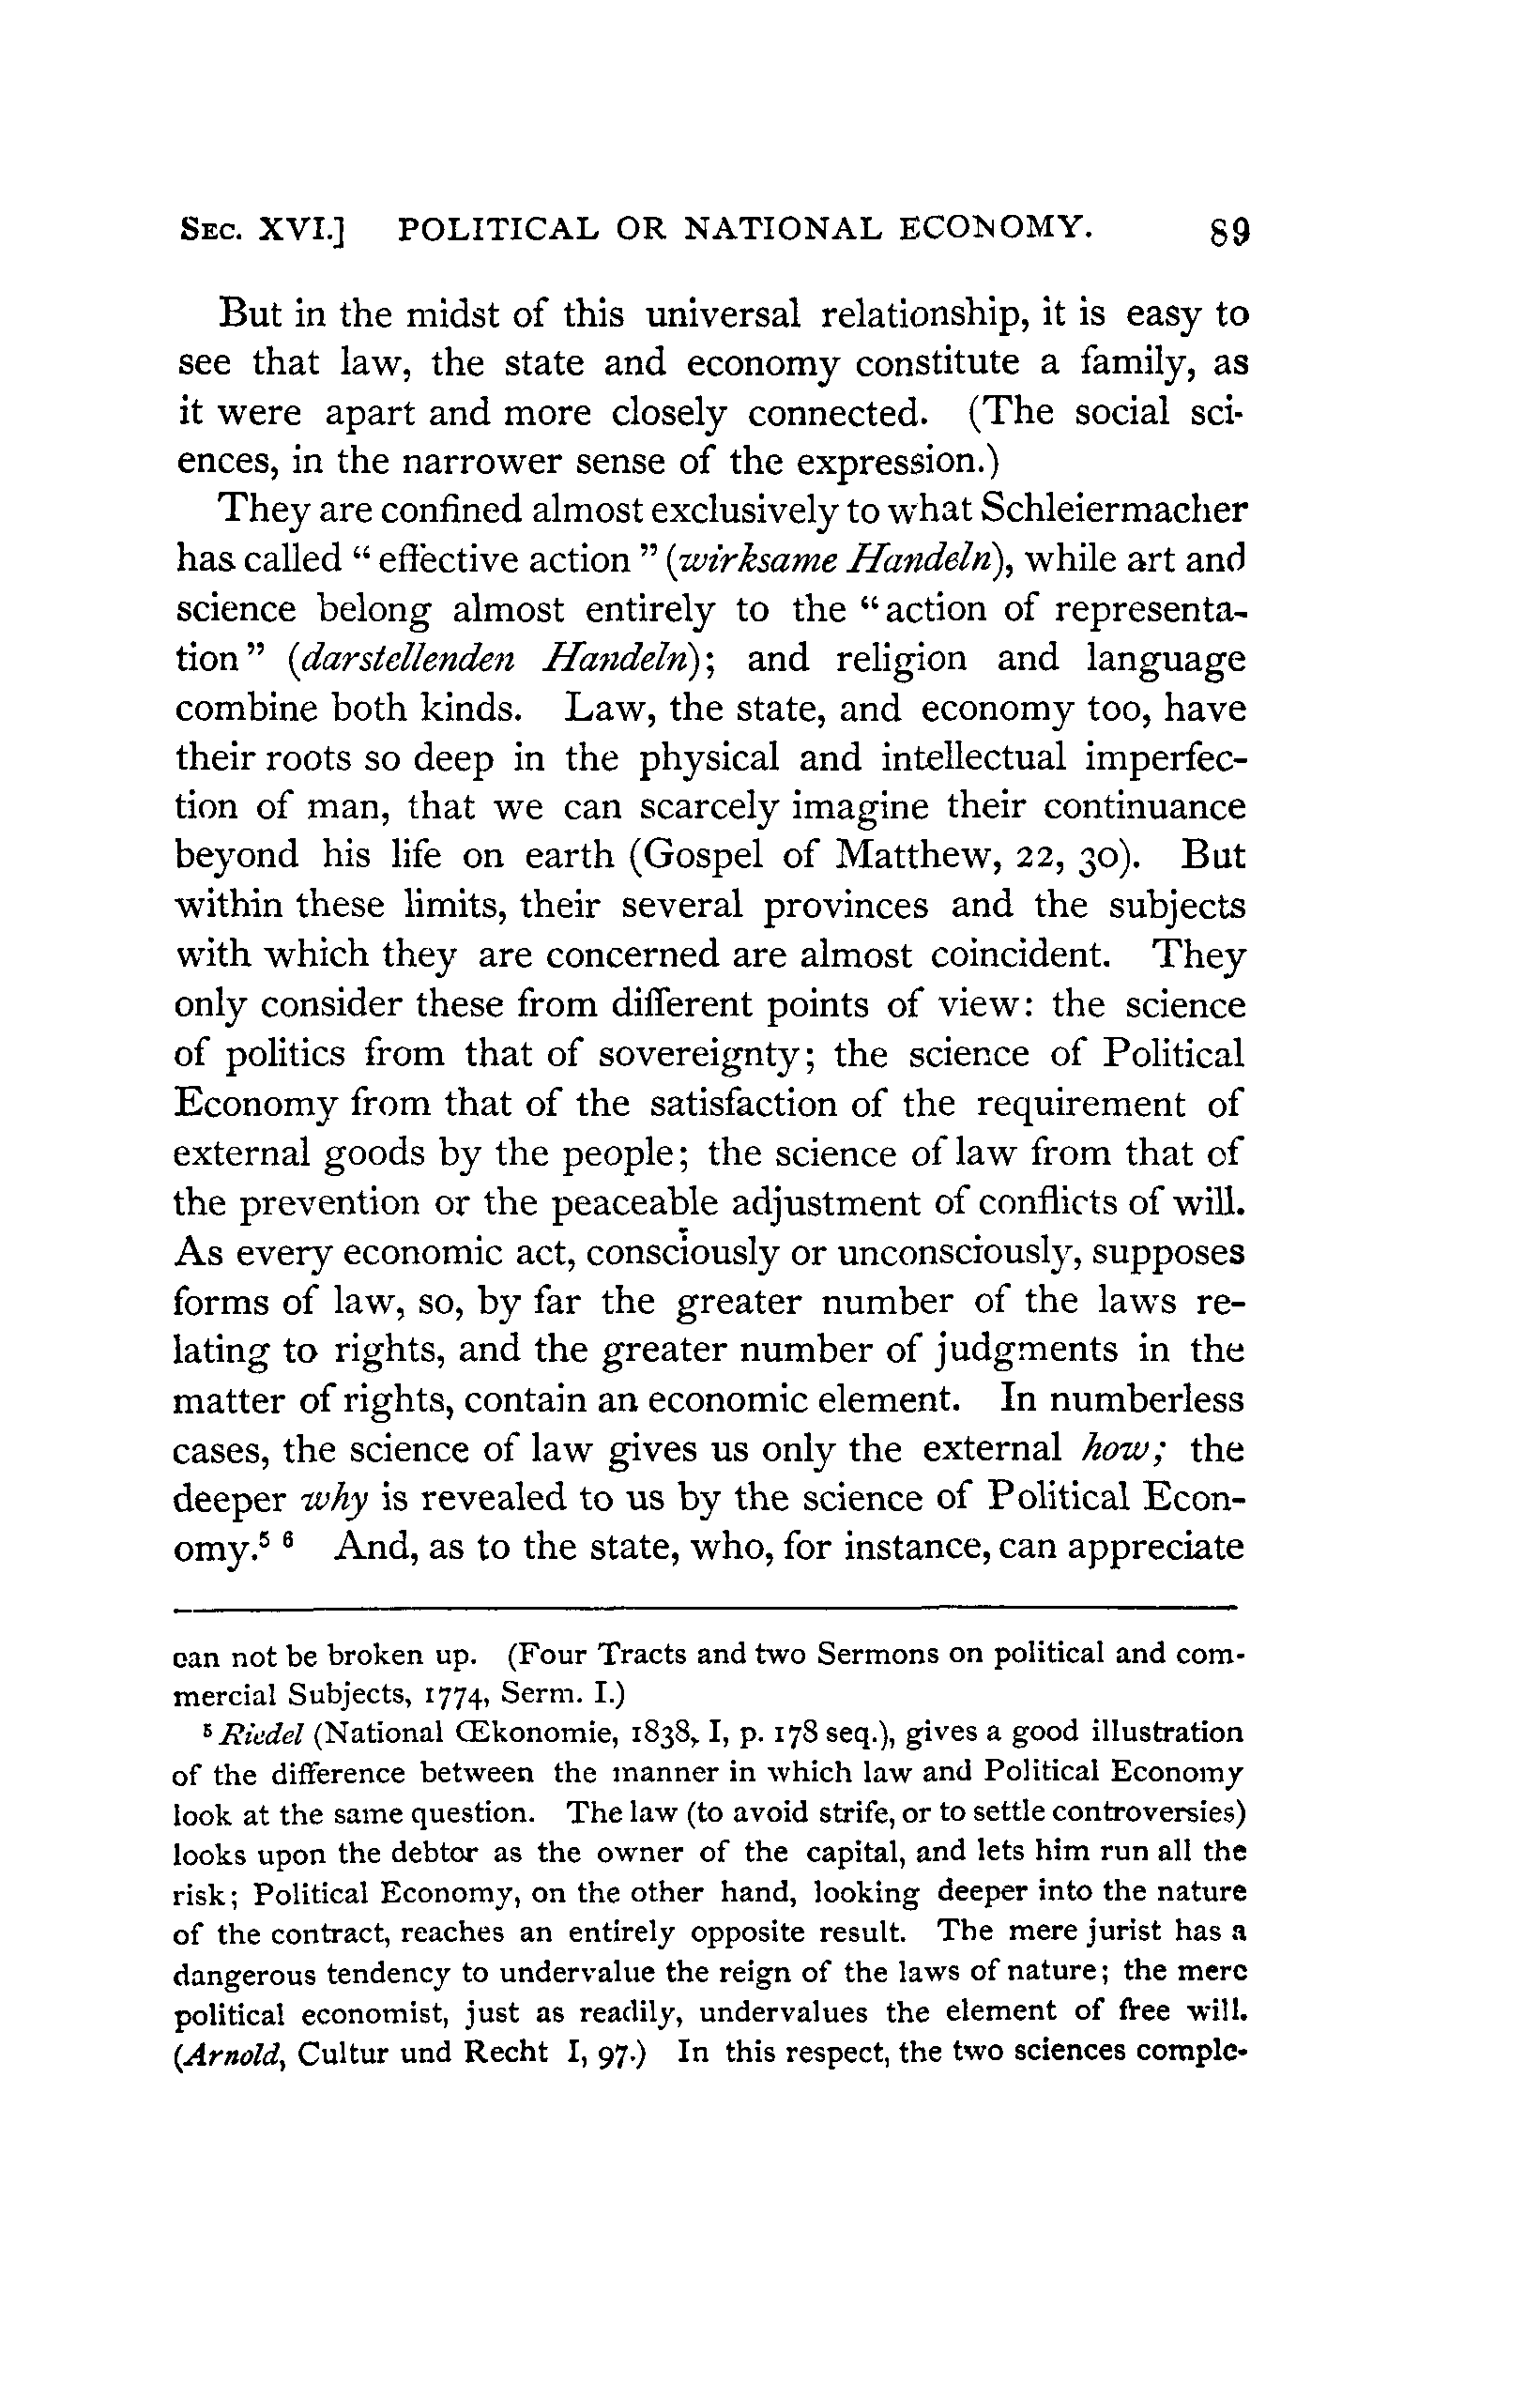 SEC. XVI.] POLITICAL OR NATIONAL ECONOMY. 89
But in the midst of this universal relationship, it is easy to
see that law, the state and economy constitute a family, as
it were apart and more closely connected. (The social sci-
ences, in the narrower sense of the expression.)
They are confined almost exclusively to what Schleiermacher
has called “ effective action ” (wirksame Handeln), while art and
science belong almost entirely to the “ action of representa-
tion ” (darstellenden Handeln); and religion and language
combine both kinds. Law, the state, and economy too, have
their roots so deep in the physical and intellectual imperfec-
tion of man, that we can scarcely imagine their continuance
beyond his life on earth (Gospel of Matthew, 22, 30). But
within these limits, their several provinces and the subjects
with which they are concerned are almost coincident. They
only consider these from different points of view: the science
of politics from that of sovereignty; the science of Political
Economy from that of the satisfaction of the requirement of
external goods by the people; the science of law from that of
the prevention or the peaceable adjustment of conflicts of will.
As every economic act, consciously or unconsciously, supposes
forms of law, so, by far the greater number of the laws re-
lating to rights, and the greater number of judgments in the
matter of rights, contain an economic element. In numberless
cases, the science of law gives us only the external how; the
deeper why is revealed to us by the science of Political Econ-
omy.⁵ ⁶ And, as to the state, who, for instance, can appreciate
can not be broken up. (Four Tracts and two Sermons on political and com-
mercial Subjects, 1774, Serm. I.)
⁵ Riedel (National Œkonomie, 1838, I, p. 178 seq.), gives a good illustration
of the difference between the manner in which law and Political Economy
look at the same question. The law (to avoid strife, or to settle controversies)
looks upon the debtor as the owner of the capital, and lets him run all the
risk; Political Economy, on the other hand, looking deeper into the nature
of the contract, reaches an entirely opposite result. The mere jurist has a
dangerous tendency to undervalue the reign of the laws of nature; the mere
political economist, just as readily, undervalues the element of free will.
(Arnold, Cultur und Recht I, 97.) In this respect, the two sciences comple-